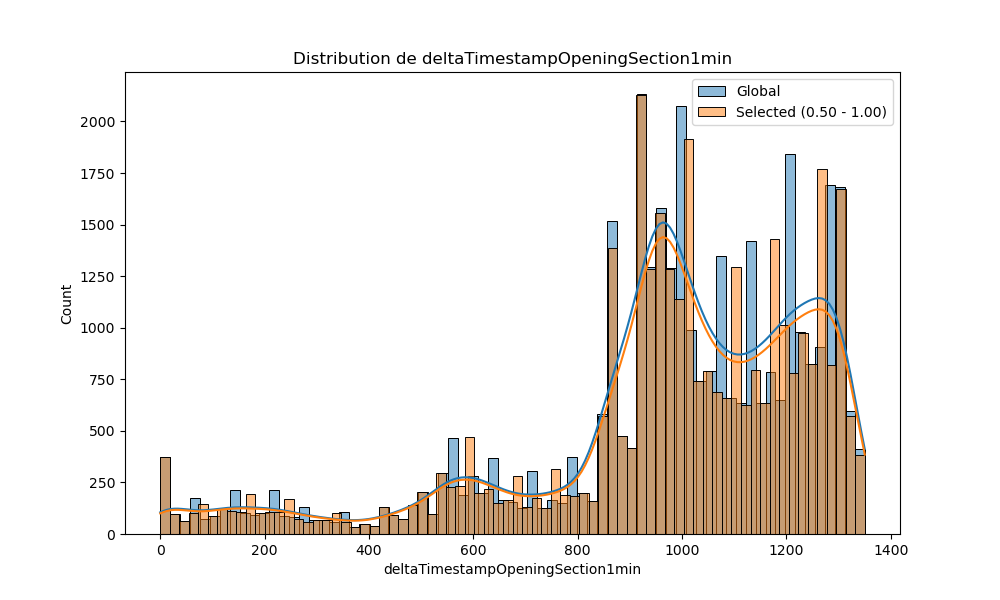 Distribution de deltaTimestampOpeningSection1min
Global
Selected (0.50 - 1.00)
2000
1750
1500
1250
1000
750
500
250
0
Count
0 200 400 600 800 1000 1200 1400
deltaTimestampOpeningSection1min